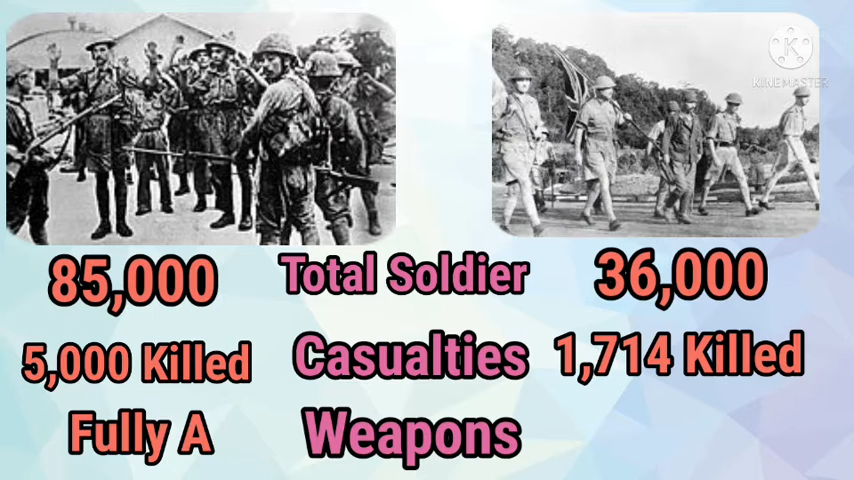 K
KINEMASTER
85,000 Total Soldier 36,000
5,000 Killed Casualties 1,714 Killed
Fully A Weapons